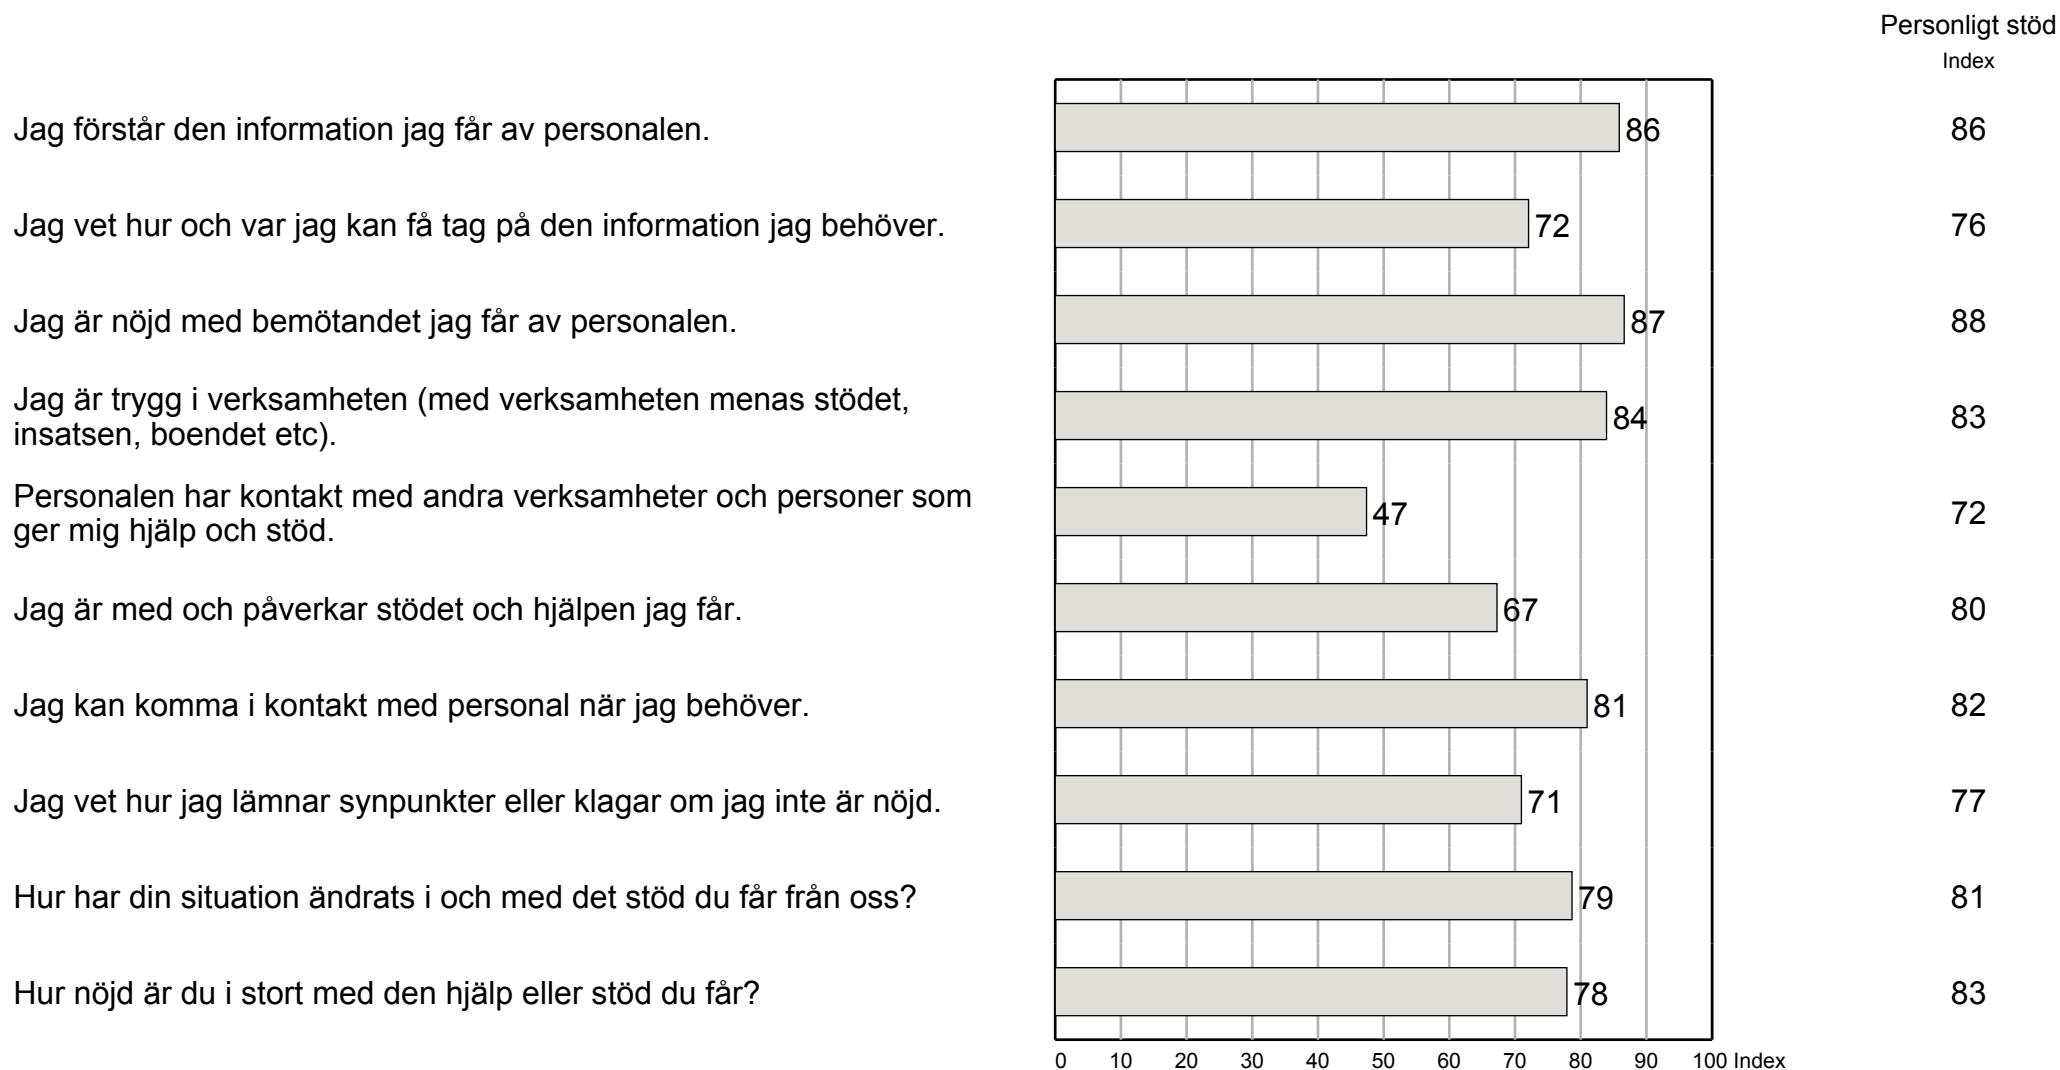 Personligt stöd
Index
Jag förstår den information jag får av personalen. 86 86
Jag vet hur och var jag kan få tag på den information jag behöver. 72 76
Jag är nöjd med bemötandet jag får av personalen. 87 88
Jag är trygg i verksamheten (med verksamheten menas stödet,
insatsen, boendet etc). 84 83
Personalen har kontakt med andra verksamheter och personer som
ger mig hjälp och stöd. 47 72
Jag är med och påverkar stödet och hjälpen jag får. 67 80
Jag kan komma i kontakt med personal när jag behöver. 81 82
Jag vet hur jag lämnar synpunkter eller klagar om jag inte är nöjd. 71 77
Hur har din situation ändrats i och med det stöd du får från oss? 79 81
Hur nöjd är du i stort med den hjälp eller stöd du får? 78 83
0 10 20 30 40 50 60 70 80 90 100 Index